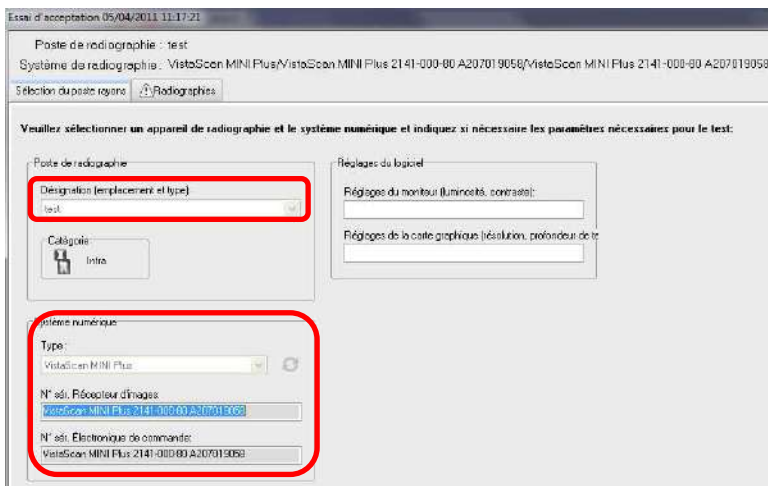 Essai d'acceptation 05/04/2011 11:17:21
Poste de radiographie : test
Système de radiographie : VistaScan MINI Plus/VistaScan MINI Plus 2141-000-80 A207019058/VistaScan MINI Plus 2141-000-80 A207019058
Sélection du poste rayons
Radiographies
Veuillez sélectionner un appareil de radiographie et le système numérique et indiquez si nécessaire les paramètres nécessaires pour le test:
Poste de radiographie
Désignation (emplacement et type)
test
Catégorie
Intra
Réglages du logiciel
Réglages du moniteur (luminosité, contraste):
Réglages de la carte graphique (résolution, profondeur de te
Système numérique
Type :
VistaScan MINI Plus
N° séri. Récepteur d'images:
VistaScan MINI Plus 2141-000-80 A207019058
N° séri. Électronique de commande:
VistaScan MINI Plus 2141-000-80 A207019058